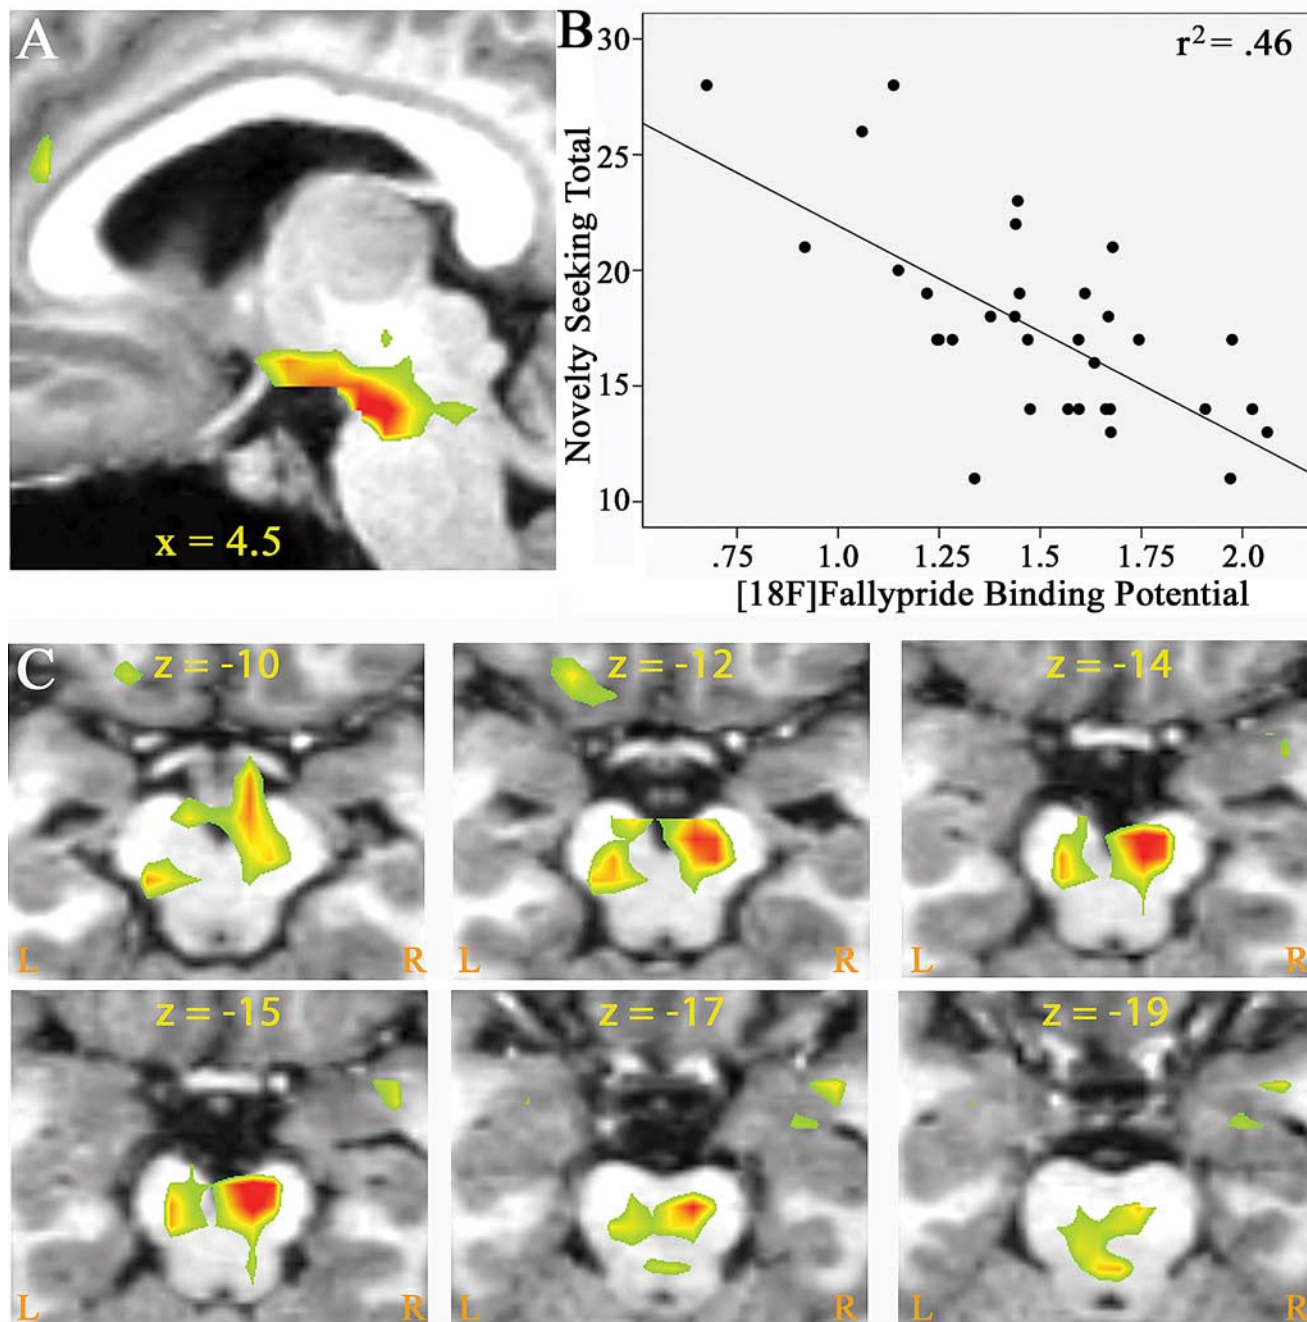 A
x = 4.5
B
r² = .46
Novelty Seeking Total
30
25
20
15
10
.75 1.0 1.25 1.5 1.75 2.0
[18F]Fallypride Binding Potential
C
z = -10
L R
z = -12
L R
z = -14
L R
z = -15
L R
z = -17
L R
z = -19
L R